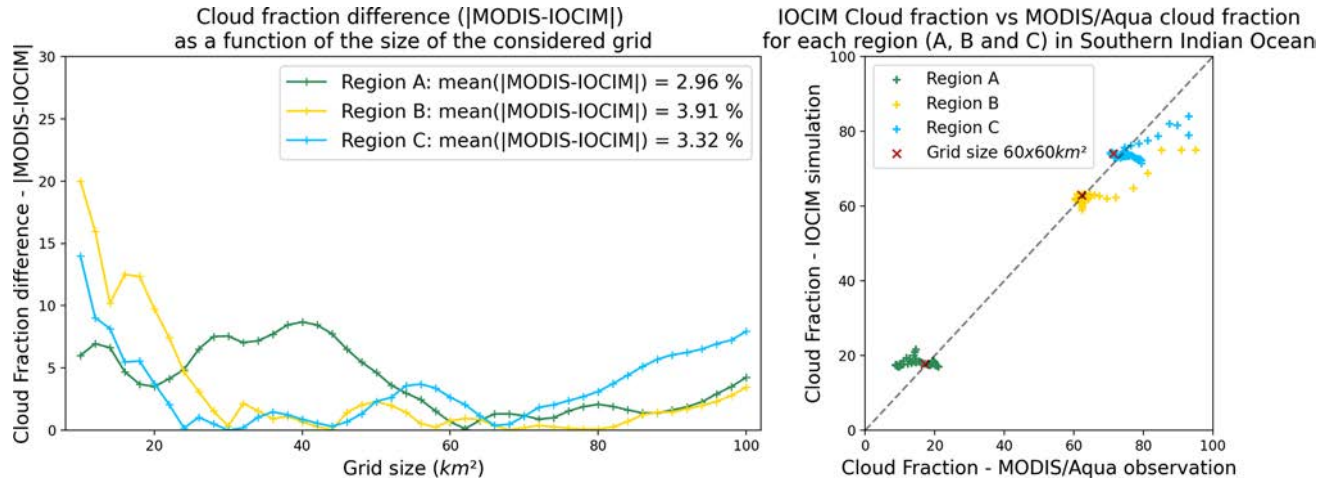 Cloud fraction difference (|MODIS-IOCIM|)
as a function of the size of the considered grid
30
25
20
15
10
5
0
Cloud Fraction difference - |MODIS-IOCIM|
Region A: mean(|MODIS-IOCIM|) = 2.96 %
Region B: mean(|MODIS-IOCIM|) = 3.91 %
Region C: mean(|MODIS-IOCIM|) = 3.32 %
20
40
60
80
100
Grid size (km²)
IOCIM Cloud fraction vs MODIS/Aqua cloud fraction
for each region (A, B and C) in Southern Indian Ocean
100
80
60
40
20
0
Cloud Fraction - IOCIM simulation
Region A
Region B
Region C
Grid size 60x60km²
0
20
40
60
80
100
Cloud Fraction - MODIS/Aqua observation